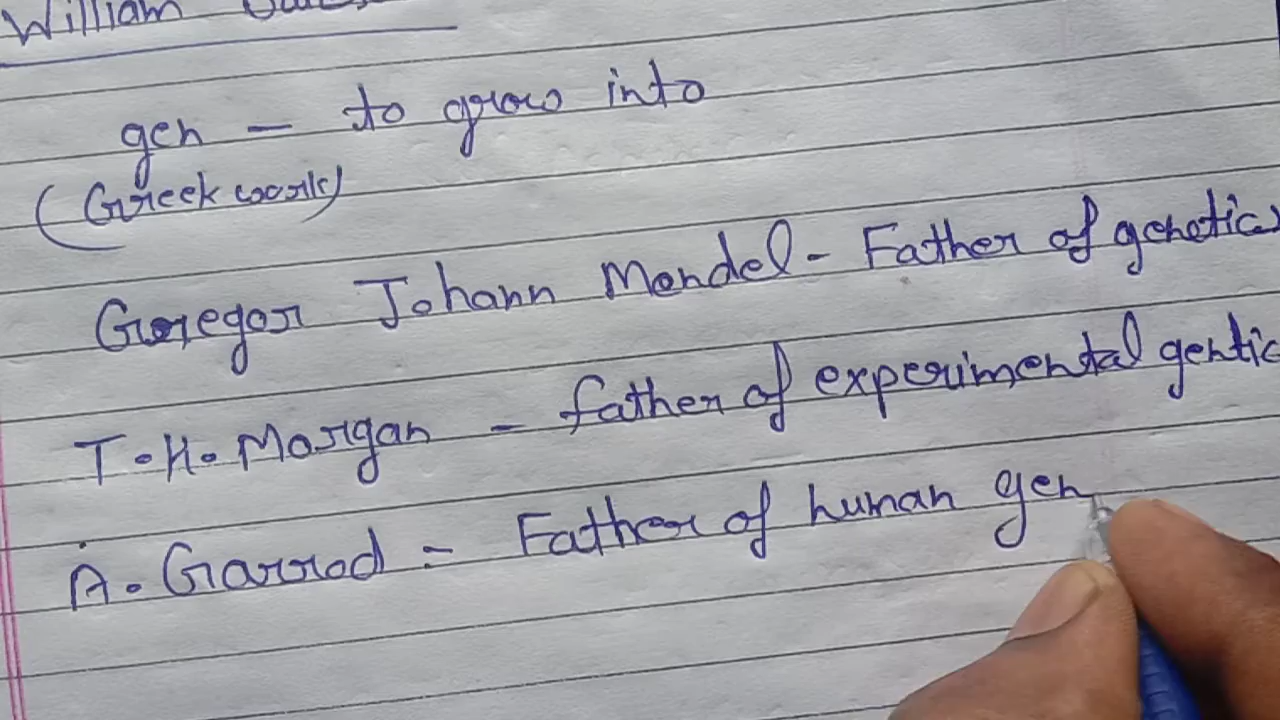 William
gen - to grow into
(Greek work)
Gregor Johann Mendel - Father of genetics
T.H. Morgan - father of experimental gentic
A. Garrod = Father of human gen